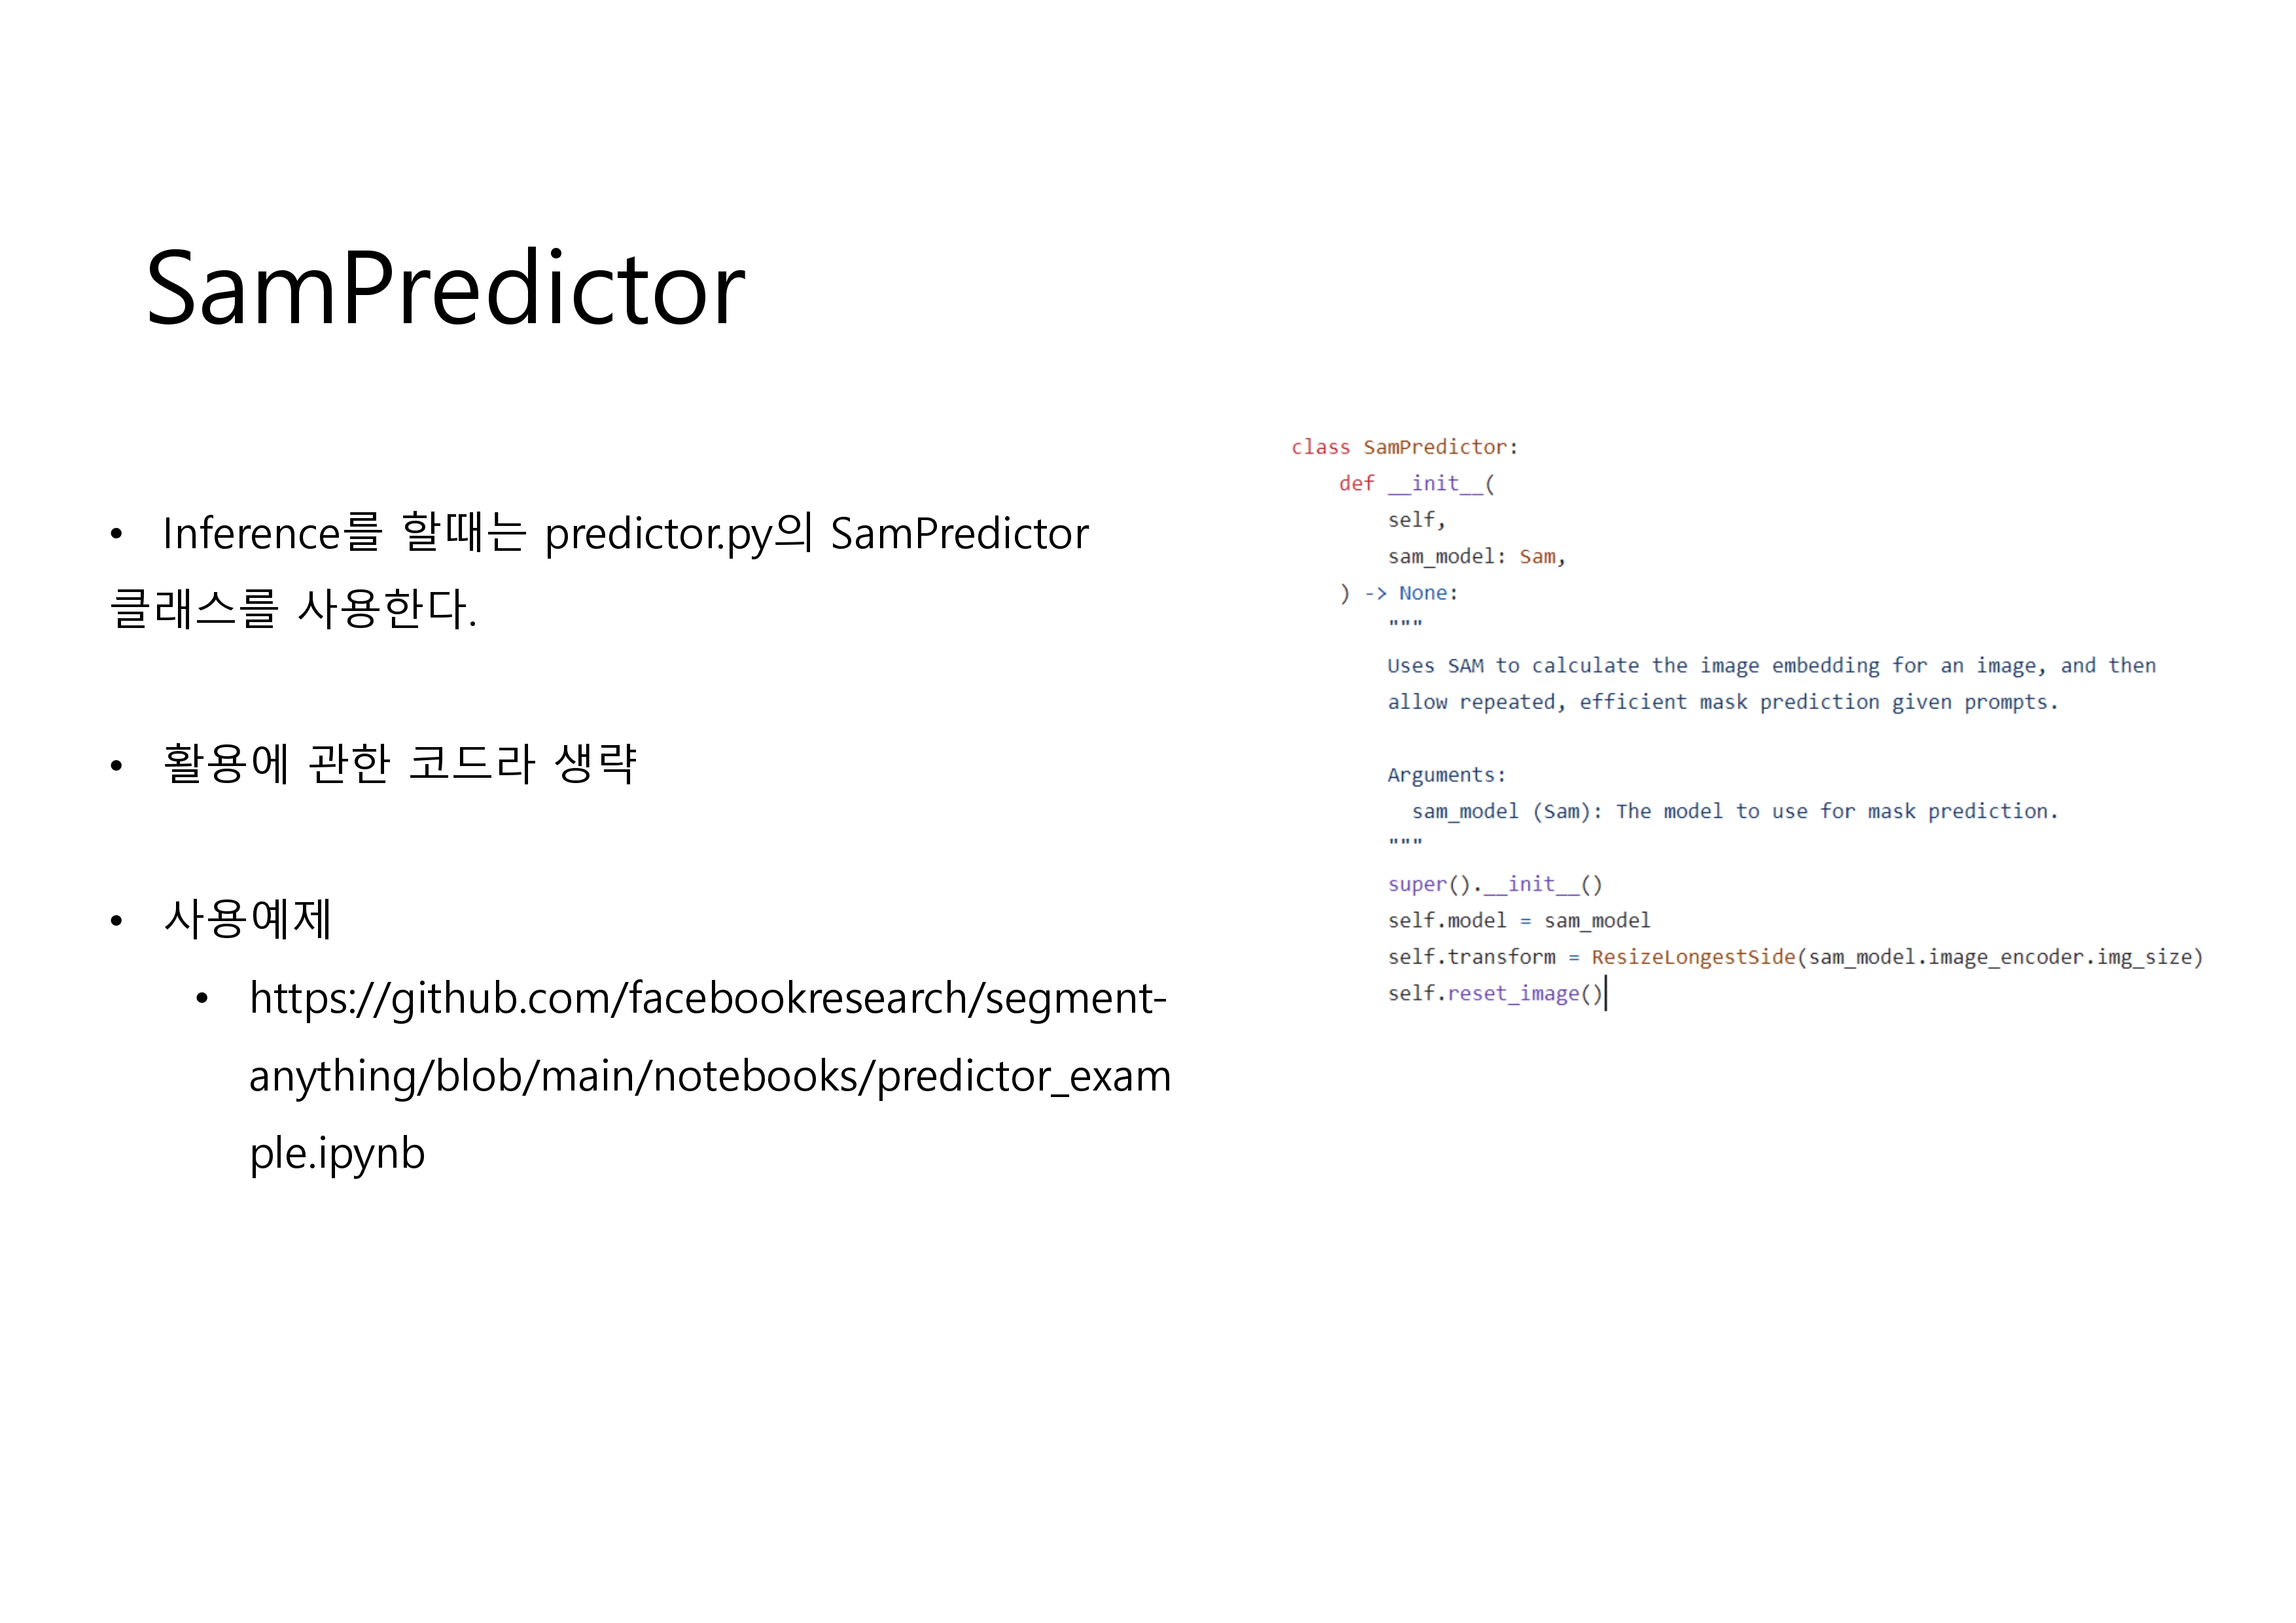 SamPredictor
• Inference를 할때는 predictor.py의 SamPredictor
클래스를 사용한다.
• 활용에 관한 코드라 생략
• 사용예제
• https://github.com/facebookresearch/segment-
anything/blob/main/notebooks/predictor_exam
ple.ipynb
class SamPredictor:
    def __init__(
        self,
        sam_model: Sam,
    ) -> None:
        """
        Uses SAM to calculate the image embedding for an image, and then
        allow repeated, efficient mask prediction given prompts.

        Arguments:
          sam_model (Sam): The model to use for mask prediction.
        """
        super().__init__()
        self.model = sam_model
        self.transform = ResizeLongestSide(sam_model.image_encoder.img_size)
        self.reset_image()